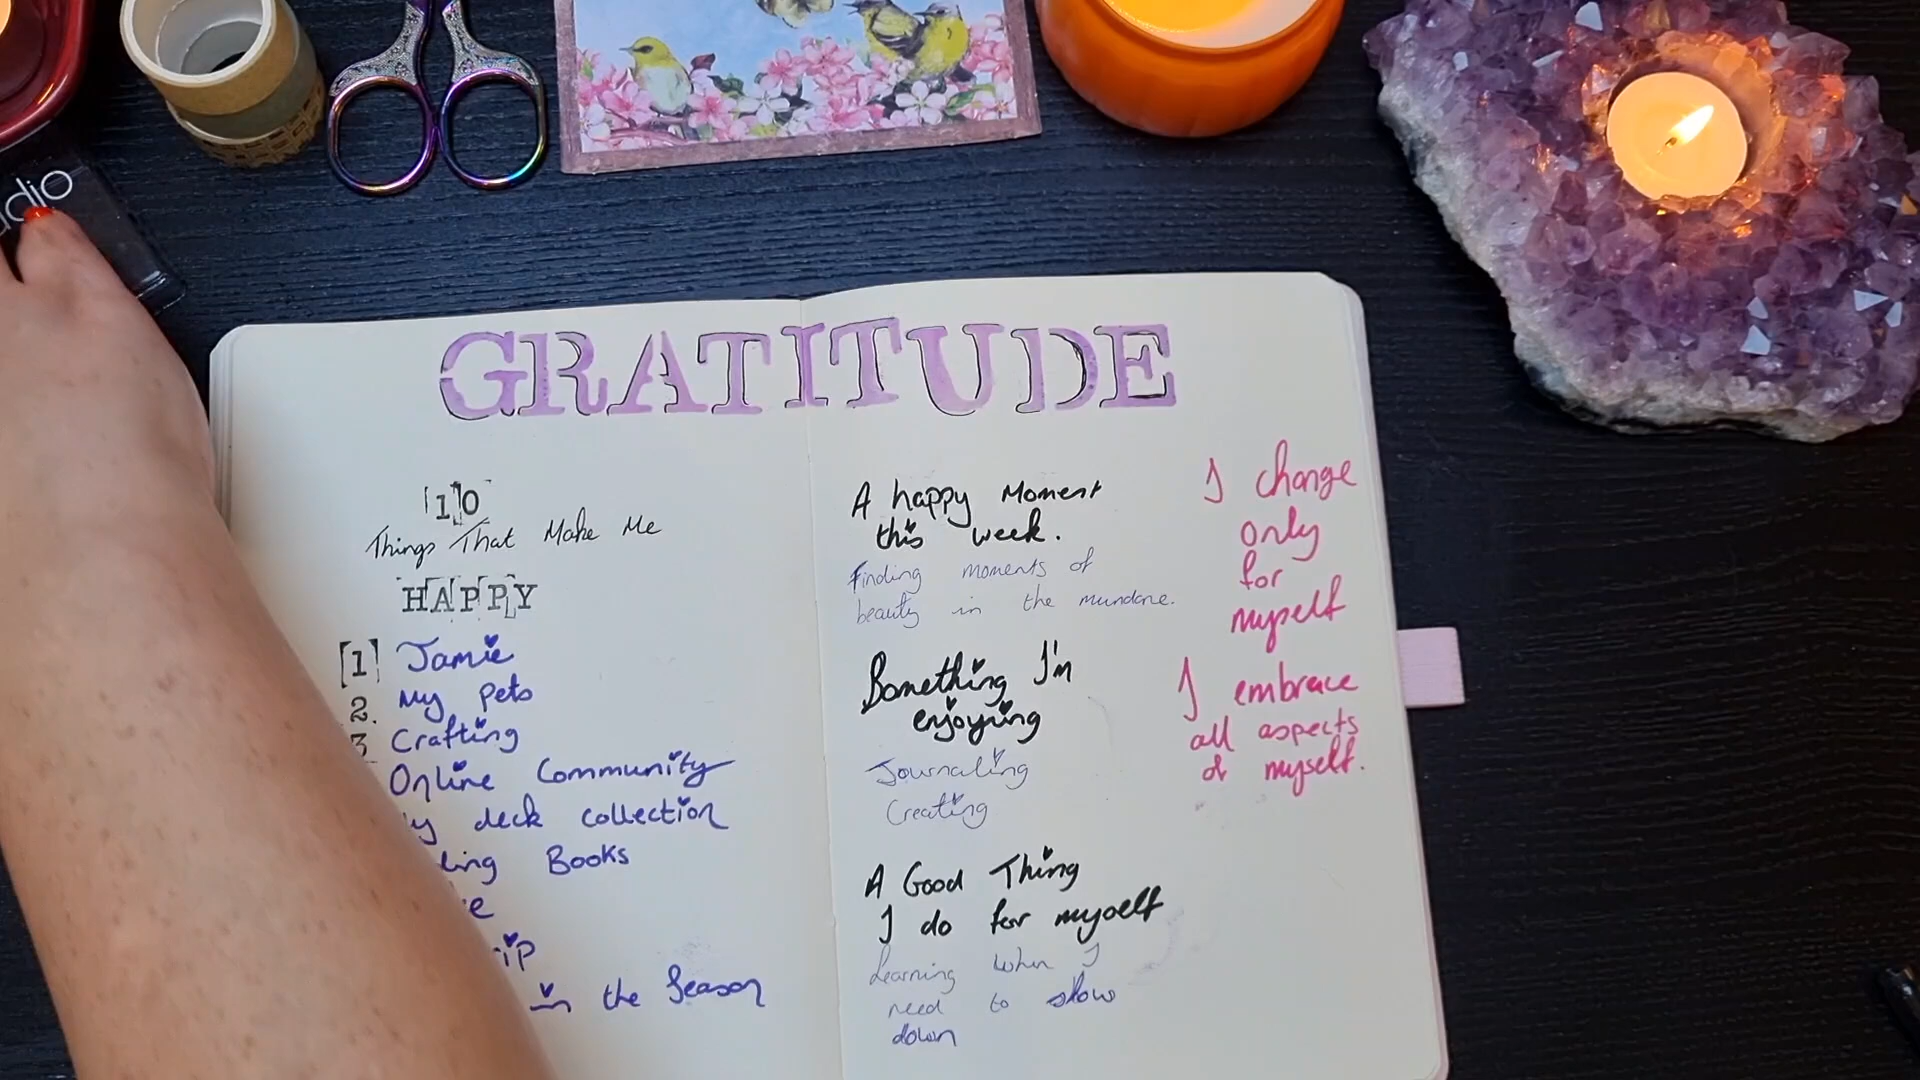 GRATITUDE
10
Things That Make Me
HAPPY
[1] Jamie
2. My pets
3 Crafting
Online Community
deck collection
Books
in the Season
A happy Moment
this week.
Finding moments of
beauty in the mundane.
Something I'm
enjoying
Journaling
Creating
A Good Thing
I do for myself
Learning when I
need to slow
down
I change
only
for
myself
I embrace
all aspects
of myself.